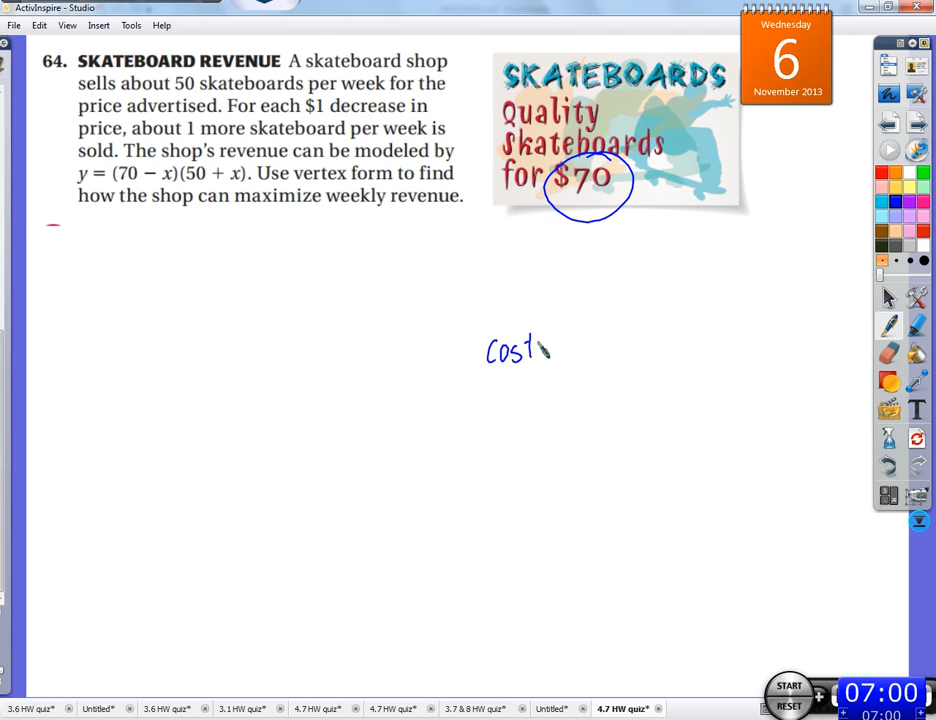 ActivInspire - Studio
File Edit View Insert Tools Help
Wednesday
6
November 2013
64. SKATEBOARD REVENUE A skateboard shop
sells about 50 skateboards per week for the
price advertised. For each $1 decrease in
price, about 1 more skateboard per week is
sold. The shop's revenue can be modeled by
y = (70 − x)(50 + x). Use vertex form to find
how the shop can maximize weekly revenue.
SKATEBOARDS
Quality
Skateboards
for $70
cost
3.6 HW quiz* Untitled* 3.6 HW quiz* 3.1 HW quiz* 4.7 HW quiz* 4.7 HW quiz* 3.7 & 8 HW quiz* Untitled* 4.7 HW quiz*
START
RESET
07:00
07:00